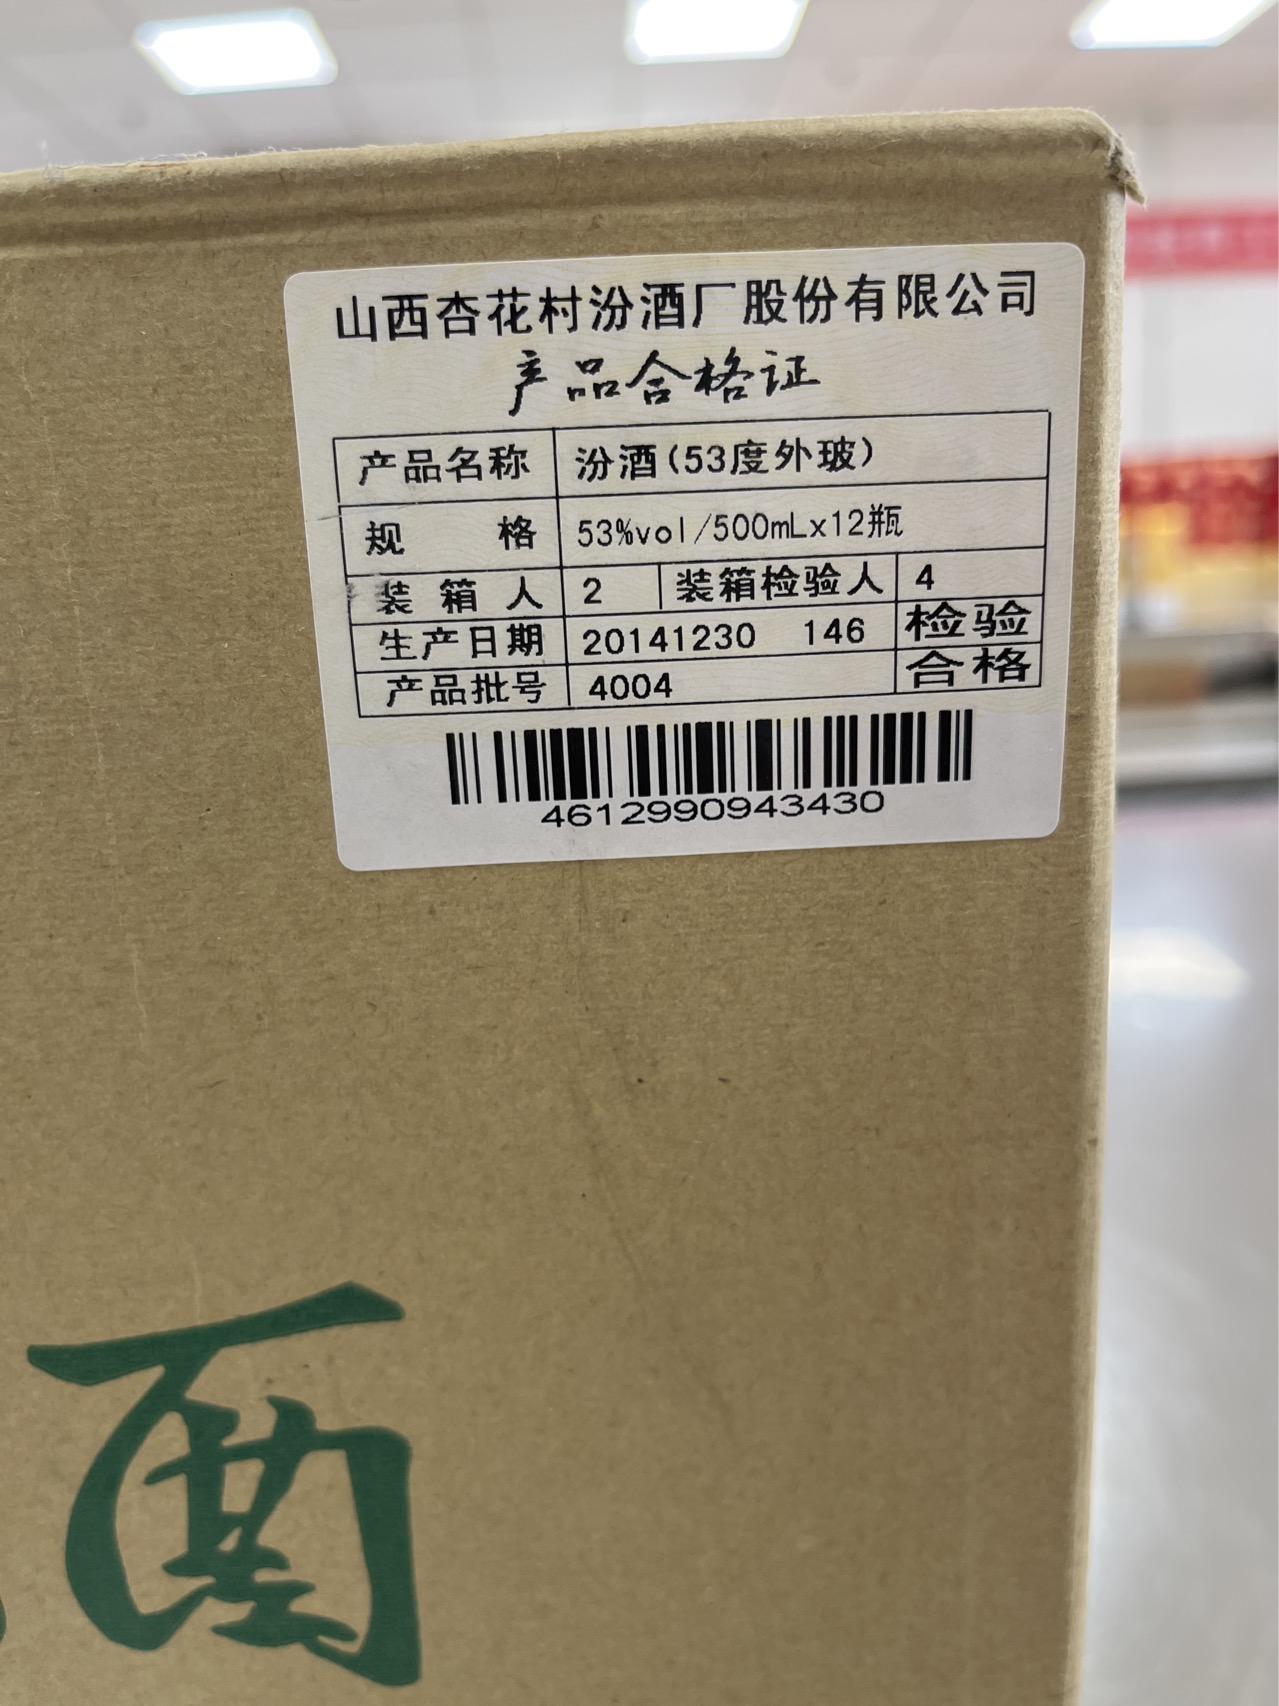 山西杏花村汾酒厂股份有限公司
产品合格证
产品名称 汾酒(53度外玻)
规 格 53%vol/500mLx12瓶
装 箱 人 2 装箱检验人 4
生产日期 20141230 146 检验
产品批号 4004 合格
4612990943430
酒